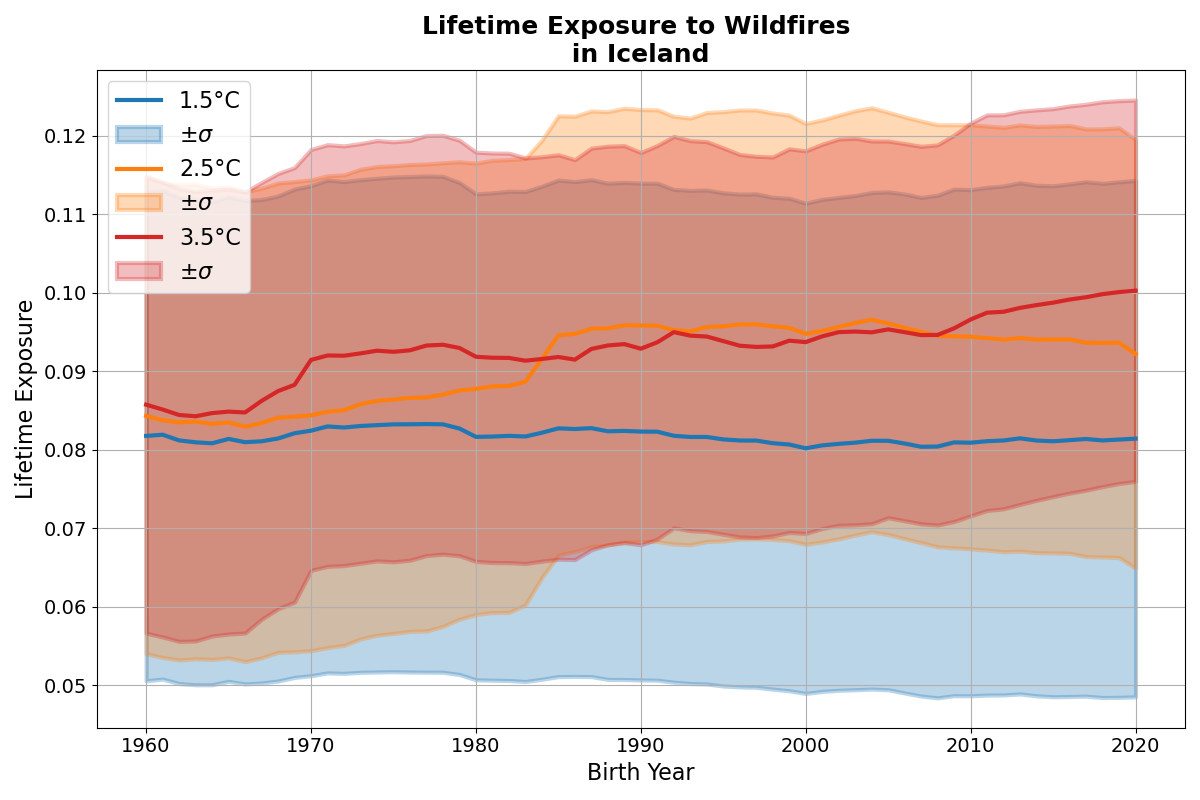 Lifetime Exposure to Wildfires
in Iceland
1.5°C
±σ
2.5°C
±σ
3.5°C
±σ
Lifetime Exposure
0.12
0.11
0.10
0.09
0.08
0.07
0.06
0.05
1960 1970 1980 1990 2000 2010 2020
Birth Year